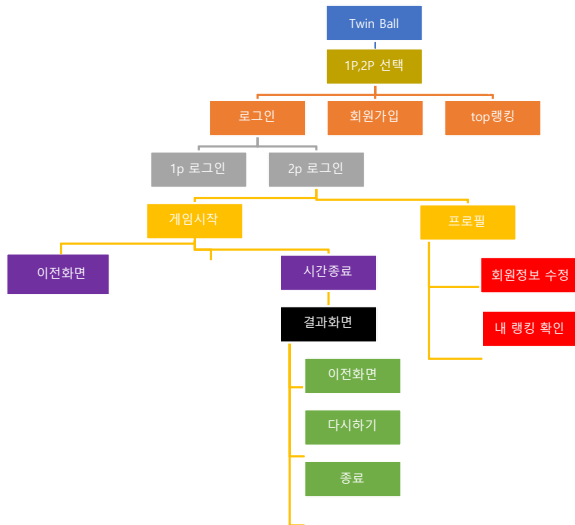 Twin Ball
1P,2P 선택
로그인
회원가입
top랭킹
1p 로그인
2p 로그인
게임시작
프로필
이전화면
시간종료
회원정보 수정
결과화면
내 랭킹 확인
이전화면
다시하기
종료